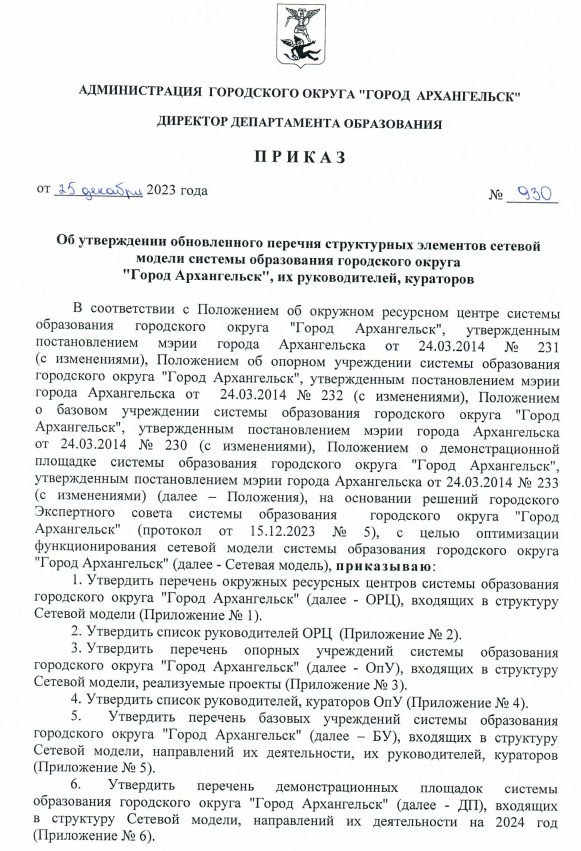 АДМИНИСТРАЦИЯ ГОРОДСКОГО ОКРУГА "ГОРОД АРХАНГЕЛЬСК"
ДИРЕКТОР ДЕПАРТАМЕНТА ОБРАЗОВАНИЯ
П Р И К А З
от 25 декабря 2023 года
№ 930
Об утверждении обновленного перечня структурных элементов сетевой
модели системы образования городского округа
"Город Архангельск", их руководителей, кураторов
В соответствии с Положением об окружном ресурсном центре системы
образования городского округа "Город Архангельск", утвержденным
постановлением мэрии города Архангельска от 24.03.2014 № 231
(с изменениями), Положением об опорном учреждении системы образования
городского округа "Город Архангельск", утвержденным постановлением мэрии
города Архангельска от 24.03.2014 № 232 (с изменениями), Положением
о базовом учреждении системы образования городского округа "Город
Архангельск", утвержденным постановлением мэрии города Архангельска
от 24.03.2014 № 230 (с изменениями), Положением о демонстрационной
площадке системы образования городского округа "Город Архангельск",
утвержденным постановлением мэрии города Архангельска от 24.03.2014 № 233
(с изменениями) (далее – Положения), на основании решений городского
Экспертного совета системы образования городского округа "Город
Архангельск" (протокол от 15.12.2023 № 5), с целью оптимизации
функционирования сетевой модели системы образования городского округа
"Город Архангельск" (далее - Сетевая модель), приказываю:
1. Утвердить перечень окружных ресурсных центров системы образования
городского округа "Город Архангельск" (далее - ОРЦ), входящих в структуру
Сетевой модели (Приложение № 1).
2. Утвердить список руководителей ОРЦ (Приложение № 2).
3. Утвердить перечень опорных учреждений системы образования
городского округа "Город Архангельск" (далее - ОпУ), входящих в структуру
Сетевой модели, реализуемые проекты (Приложение № 3).
4. Утвердить список руководителей, кураторов ОпУ (Приложение № 4).
5. Утвердить перечень базовых учреждений системы образования
городского округа "Город Архангельск" (далее – БУ), входящих в структуру
Сетевой модели, направлений их деятельности, их руководителей, кураторов
(Приложение № 5).
6. Утвердить перечень демонстрационных площадок системы
образования городского округа "Город Архангельск" (далее - ДП), входящих
в структуру Сетевой модели, направлений их деятельности на 2024 год
(Приложение № 6).